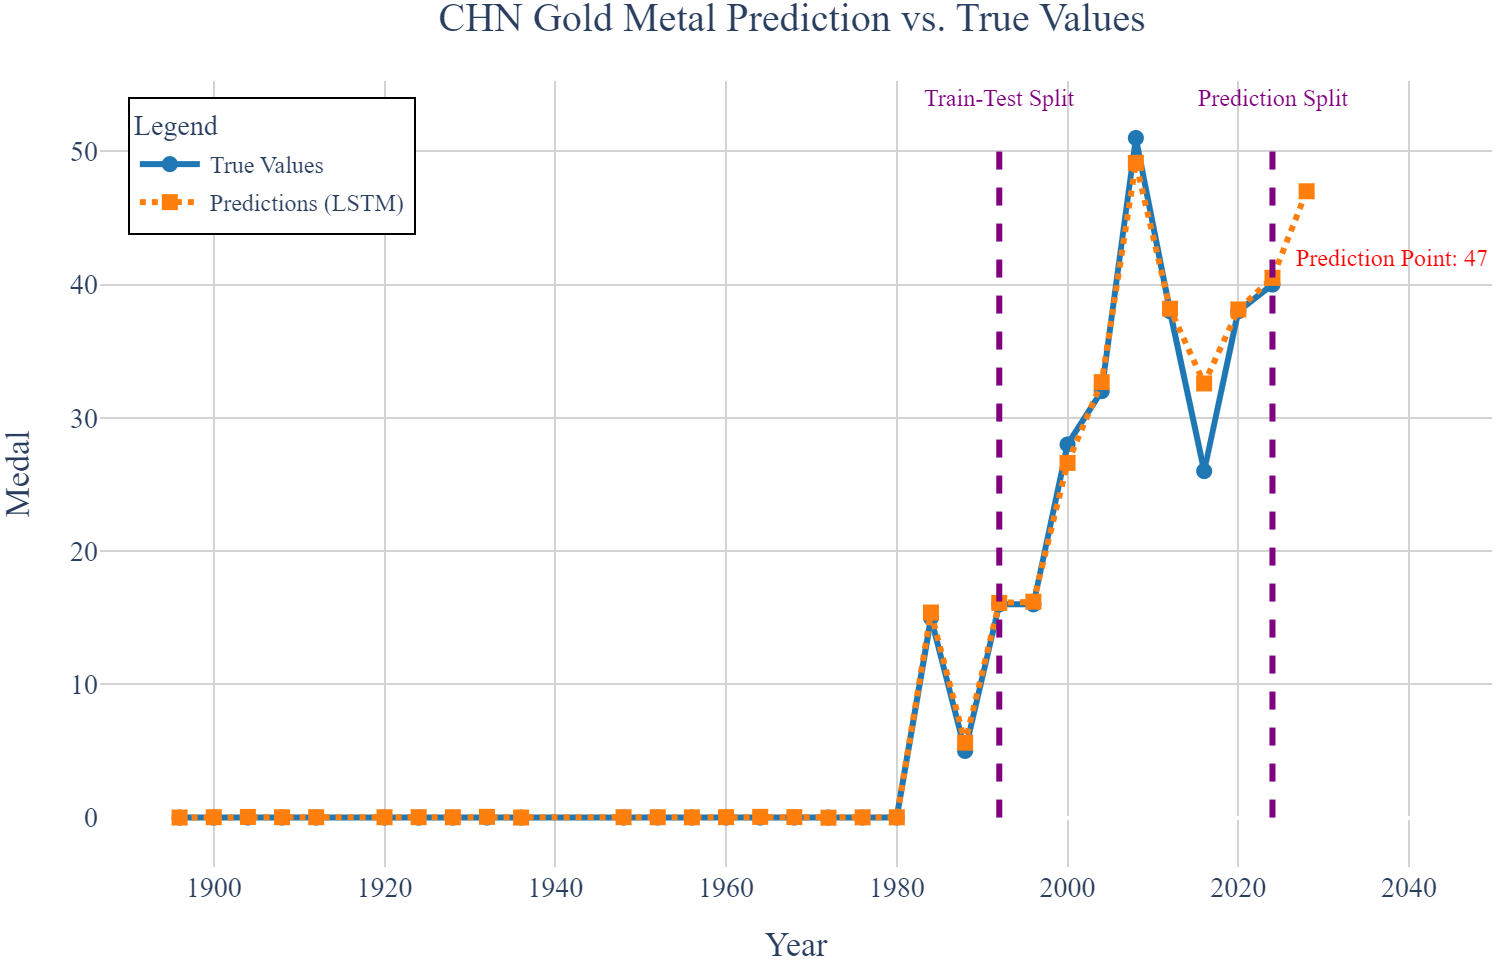 CHN Gold Metal Prediction vs. True Values
Train-Test Split
Prediction Split
Legend
True Values
Predictions (LSTM)
Prediction Point: 47
50
40
30
20
10
0
Medal
1900
1920
1940
1960
1980
2000
2020
2040
Year